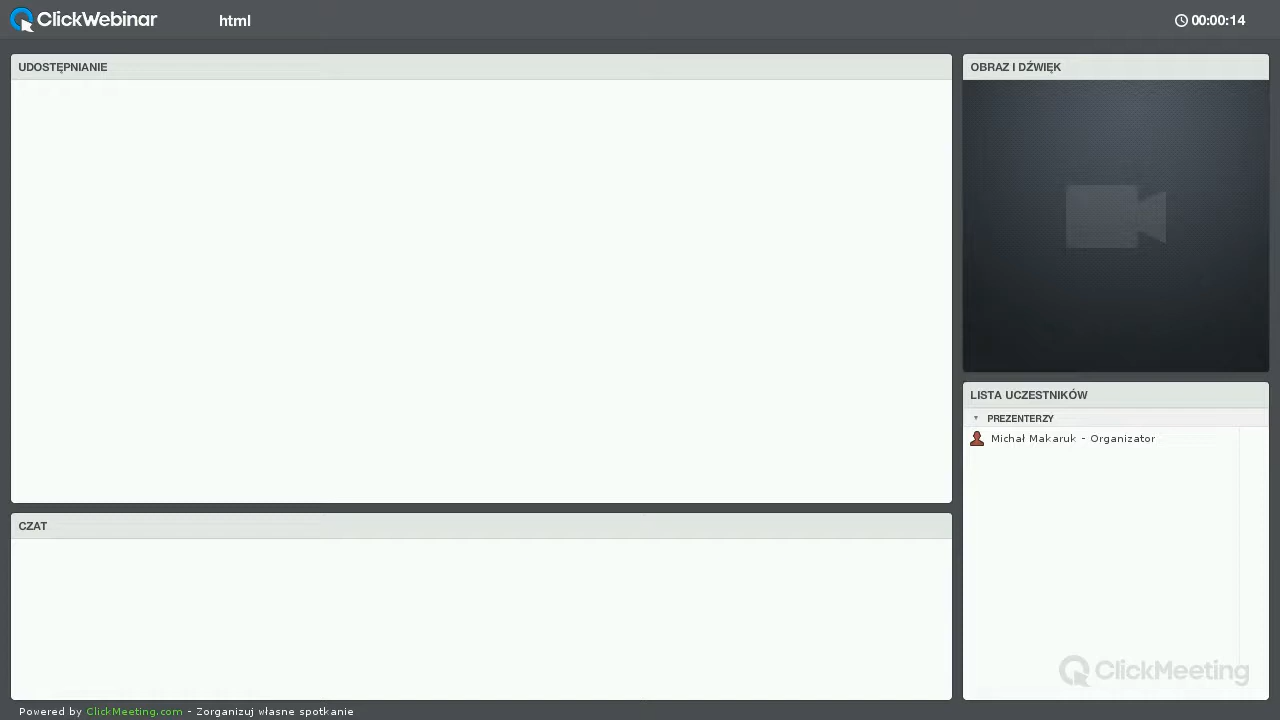 ClickWebinar
html
00:00:14
UDOSTĘPNIANIE
OBRAZ I DŹWIĘK
LISTA UCZESTNIKÓW
PREZENTERZY
Michał Makaruk - Organizator
CZAT
ClickMeeting
Powered by ClickMeeting.com - Zorganizuj własne spotkanie